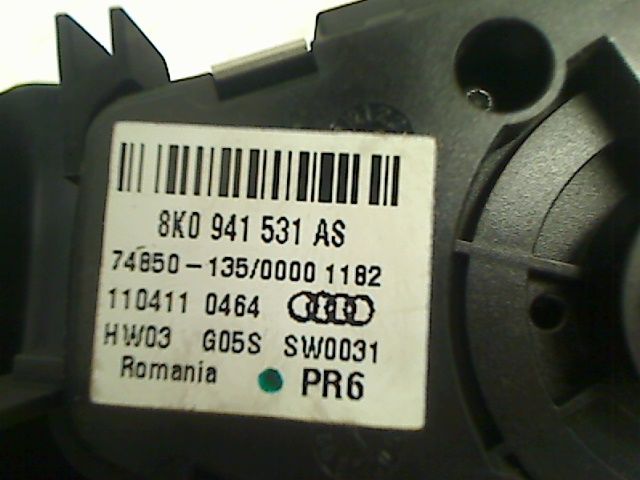 8K0 941 531 AS
74850-135/0000 1182
110411 0464
HW03 G05S SW0031
Romania PR6